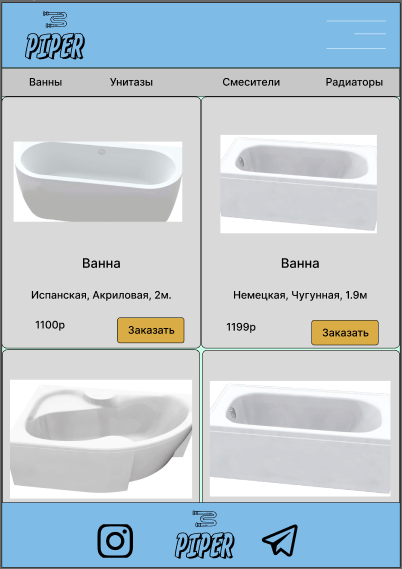 PIPER
Ванны Унитазы Смесители Радиаторы
Ванна
Испанская, Акриловая, 2м.
1100р Заказать
Ванна
Немецкая, Чугунная, 1.9м
1199р Заказать
PIPER